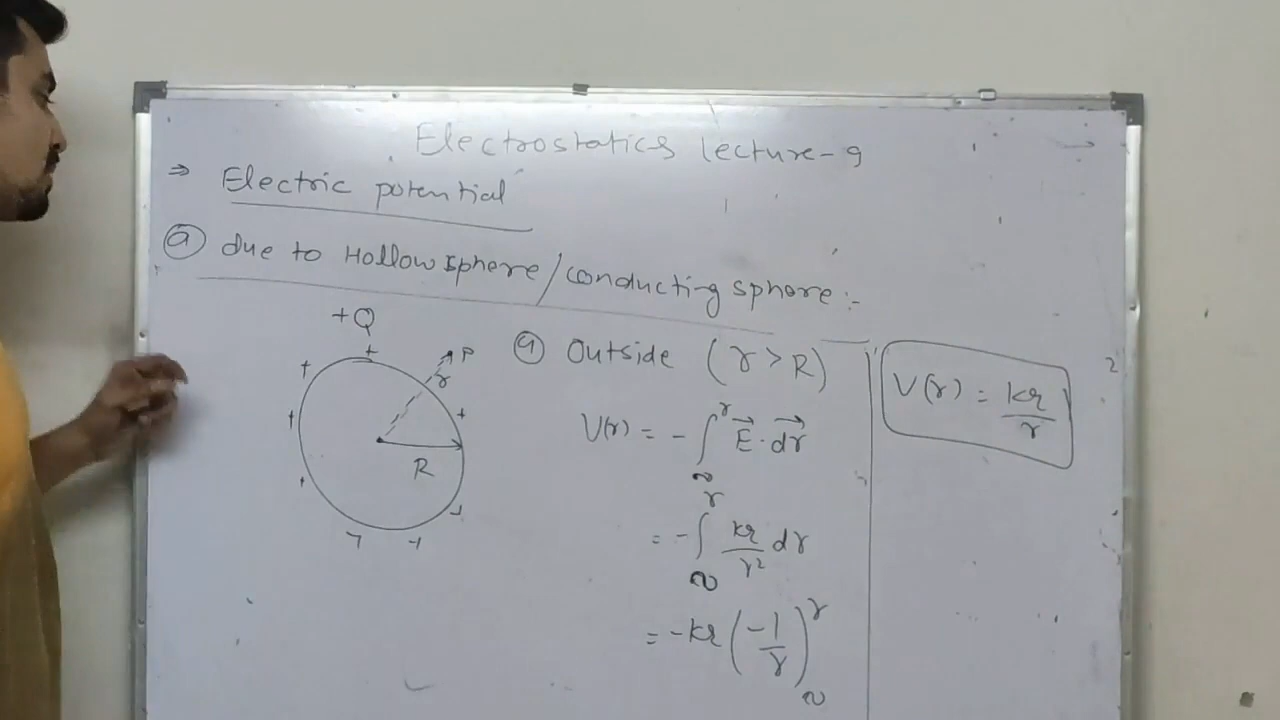 Electrostatics lecture-9
⇒ Electric potential
(a) due to Hollow sphere/conducting sphere :-
+Q
P
r
R
+ + + + + + + +
(a) Outside (r > R)
V(r) = - ∫_∞^r E⃗ · dr⃗
= - ∫_∞^r kq/r² dr
= -kq (-1/r)_∞^r
V(r) = kq/r
2